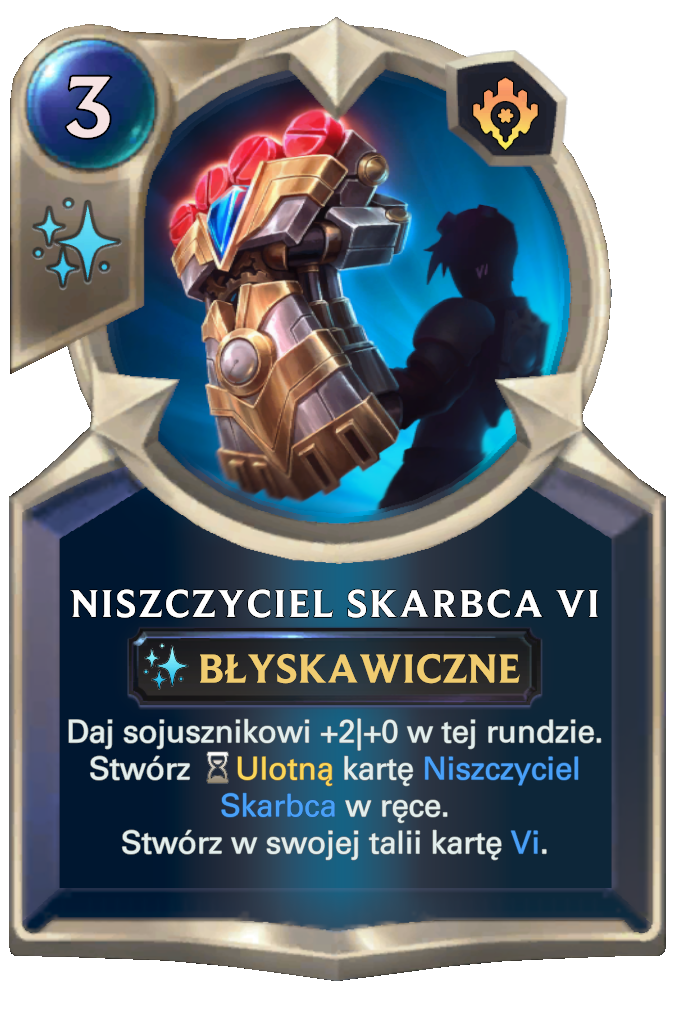 3
VI
NISZCZYCIEL SKARBCA VI
BŁYSKAWICZNE
Daj sojusznikowi +2|+0 w tej rundzie.
Stwórz Ulotną kartę Niszczyciel
Skarbca w ręce.
Stwórz w swojej talii kartę Vi.